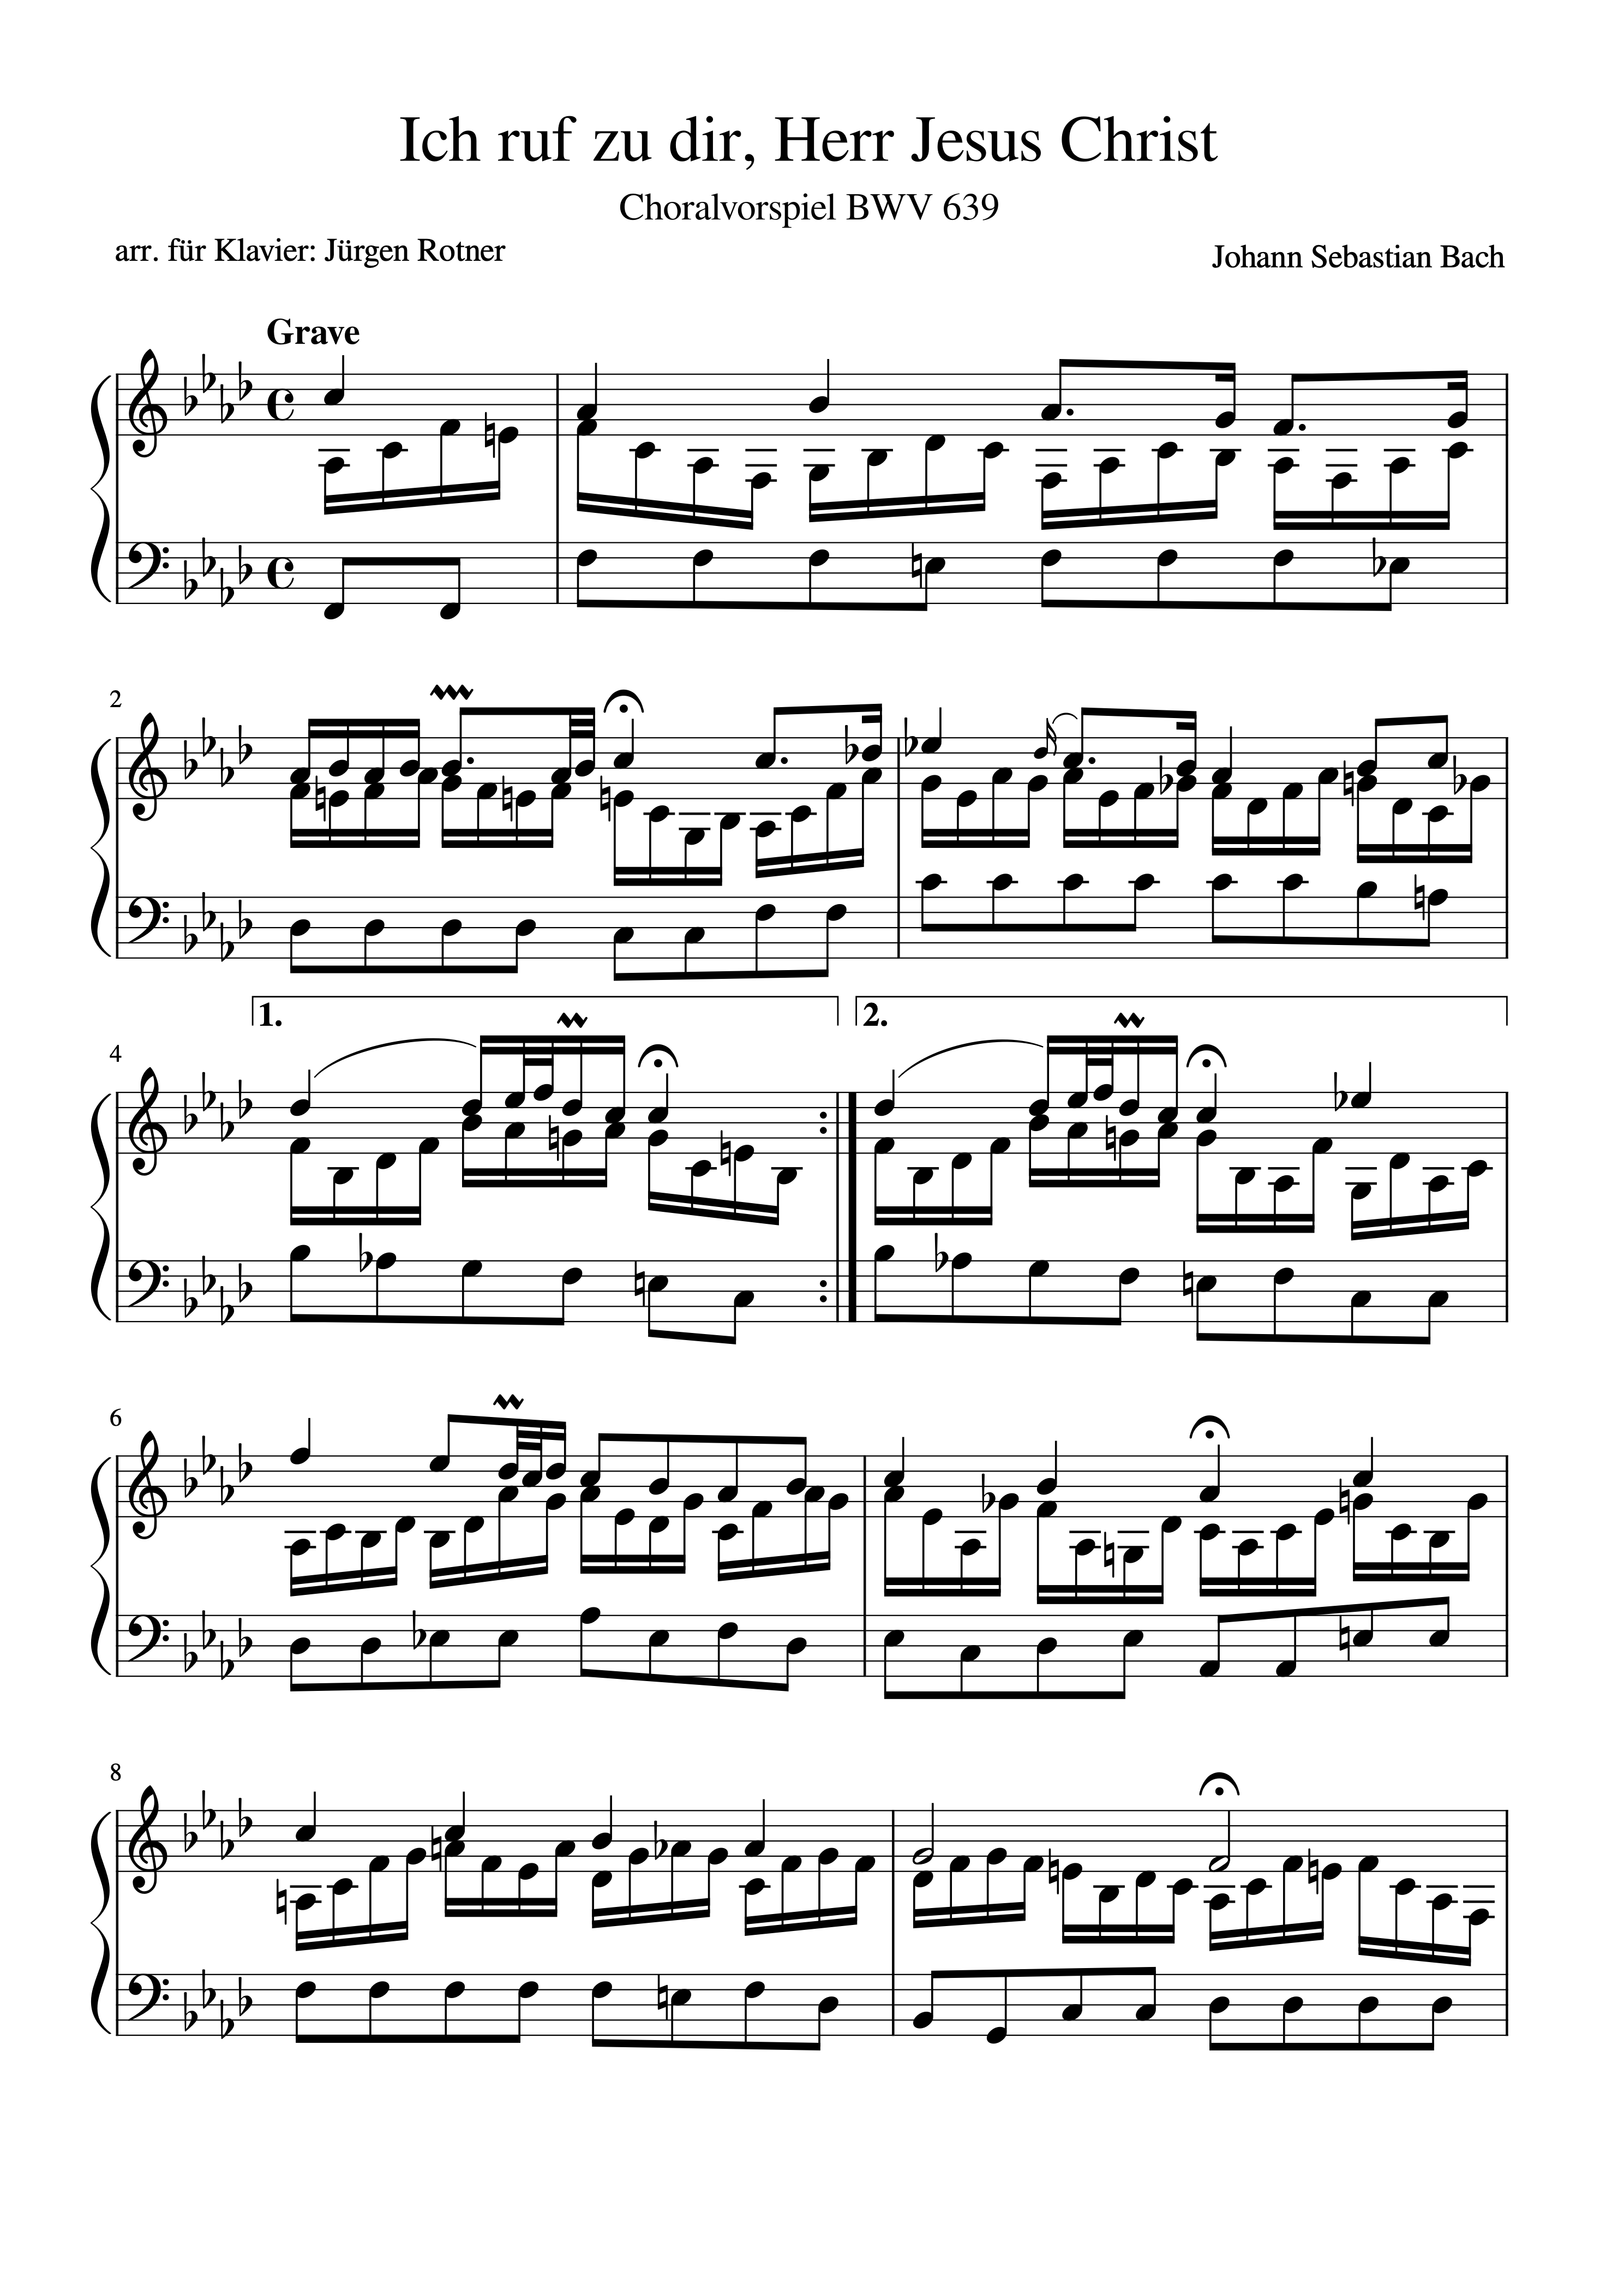 Ich ruf zu dir, Herr Jesus Christ
Choralvorspiel BWV 639
arr. für Klavier: Jürgen Rotner
Johann Sebastian Bach
Grave
2
1.
2.
4
6
8